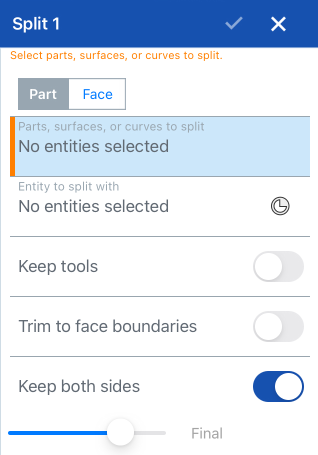 Split 1
Select parts, surfaces, or curves to split.
Part Face
Parts, surfaces, or curves to split
No entities selected
Entity to split with
No entities selected
Keep tools
Trim to face boundaries
Keep both sides
Final